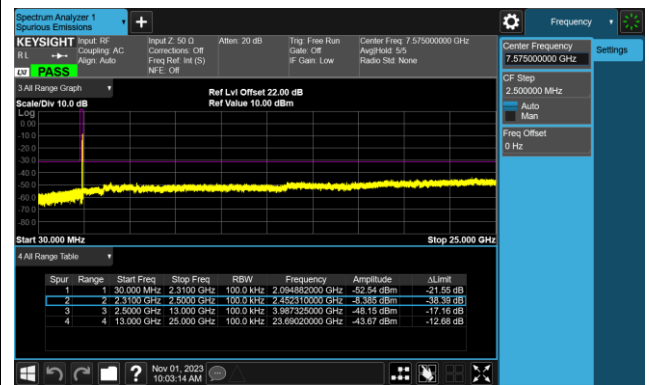 Spectrum Analyzer 1
Spurious Emissions
Frequency
KEYSIGHT
Input: RF
Coupling: AC
Align: Auto
Input Z: 50 Ω
Corrections: Off
Freq Ref: Int (S)
NFE: Off
Atten: 20 dB
Trig: Free Run
Gate: Off
IF Gain: Low
Center Freq: 7.575000000 GHz
Avg|Hold: 5/5
Radio Std: None
RL
LXI
PASS
Center Frequency
7.575000000 GHz
Settings
CF Step
2.500000 MHz
Auto
Man
Freq Offset
0 Hz
3 All Range Graph
Scale/Div 10.0 dB
Ref Lvl Offset 22.00 dB
Ref Value 10.00 dBm
Log
0.00
-10.0
-20.0
-30.0
-40.0
-50.0
-60.0
-70.0
-80.0
Start 30.000 MHz
Stop 25.000 GHz
4 All Range Table
Spur Range Start Freq Stop Freq RBW Frequency Amplitude ΔLimit
1 1 30.000 MHz 2.3100 GHz 100.0 kHz 2.094882000 GHz -52.54 dBm -21.55 dB
2 2 2.3100 GHz 2.5000 GHz 100.0 kHz 2.452310000 GHz -8.385 dBm -38.39 dB
3 3 2.5000 GHz 13.000 GHz 100.0 kHz 3.987325000 GHz -48.15 dBm -17.16 dB
4 4 13.000 GHz 25.000 GHz 100.0 kHz 23.69020000 GHz -43.67 dBm -12.68 dB
Nov 01, 2023
10:03:14 AM